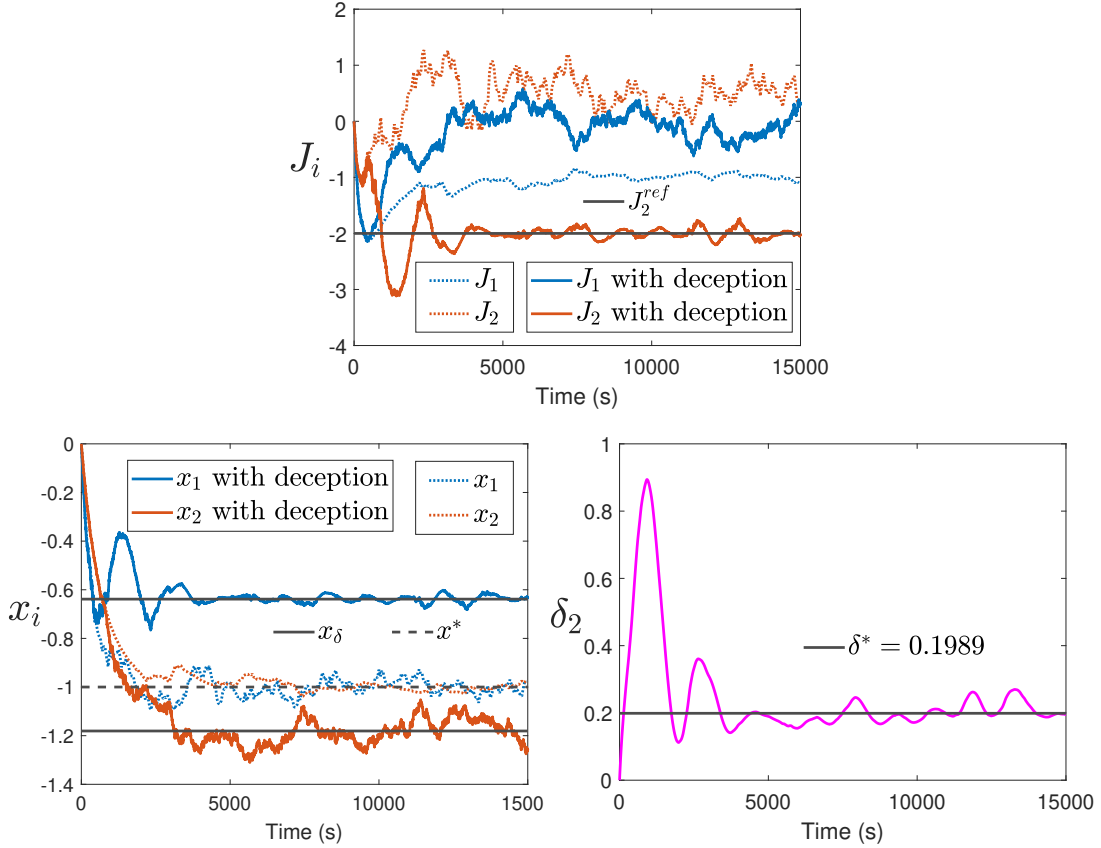 2
1
0
-1
-2
-3
-4
J_i
J_2^{ref}
J_1
J_2
J_1 with deception
J_2 with deception
0 5000 10000 15000
Time (s)
0
-0.2
-0.4
-0.6
-0.8
-1
-1.2
-1.4
x_i
x_1 with deception
x_2 with deception
x_1
x_2
x_δ x^*
0 5000 10000 1500
Time (s)
1
0.8
0.6
0.4
0.2
0
δ_2
δ^* = 0.1989
0 5000 10000 15000
Time (s)